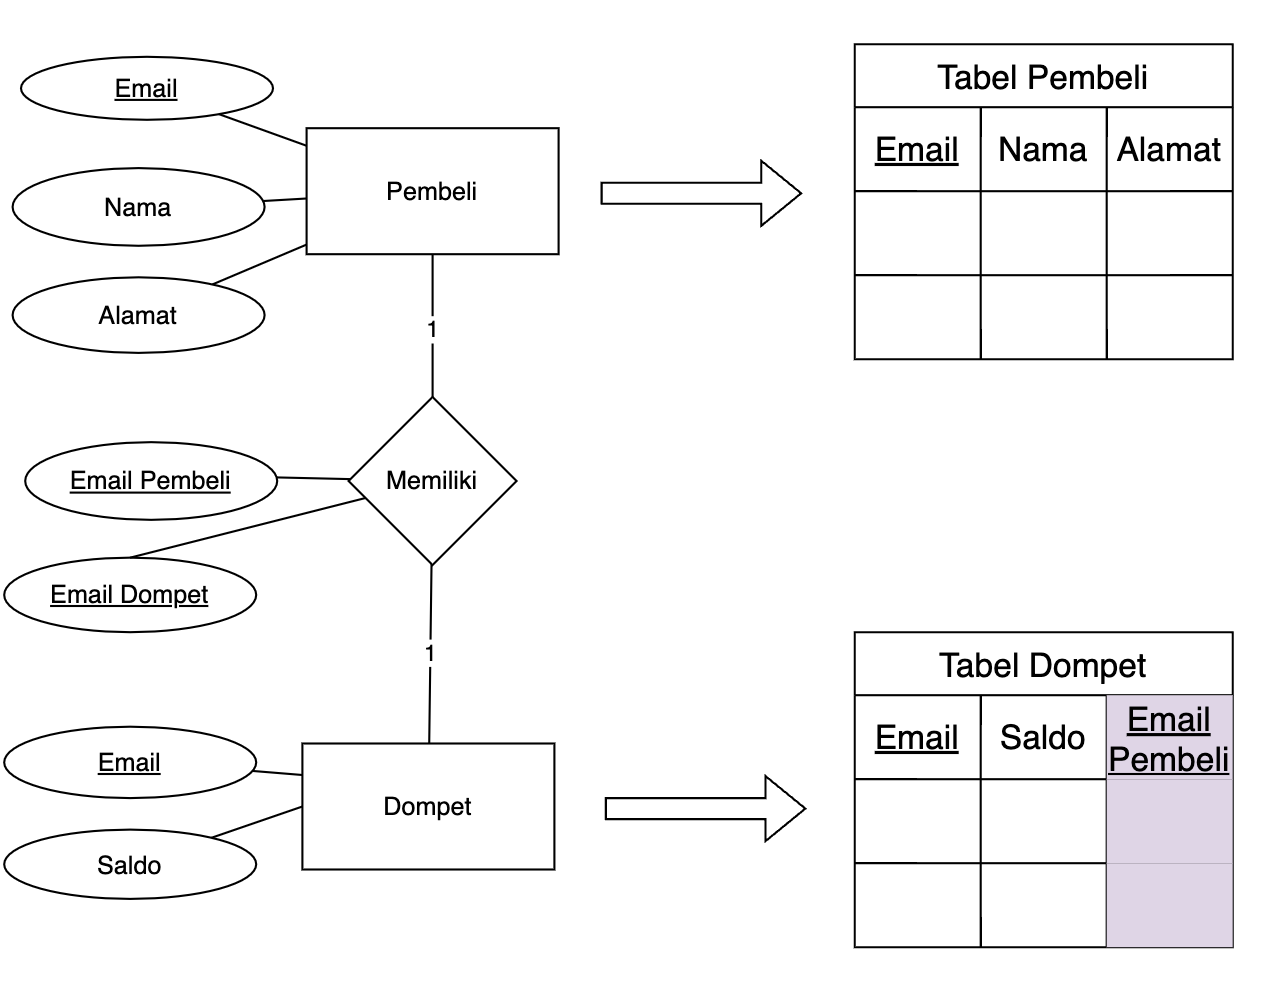 Email
Nama
Alamat
Pembeli
1
Email Pembeli
Email Dompet
Memiliki
1
Email
Saldo
Dompet
Tabel Pembeli
Email Nama Alamat
Tabel Dompet
Email Saldo Email
Pembeli